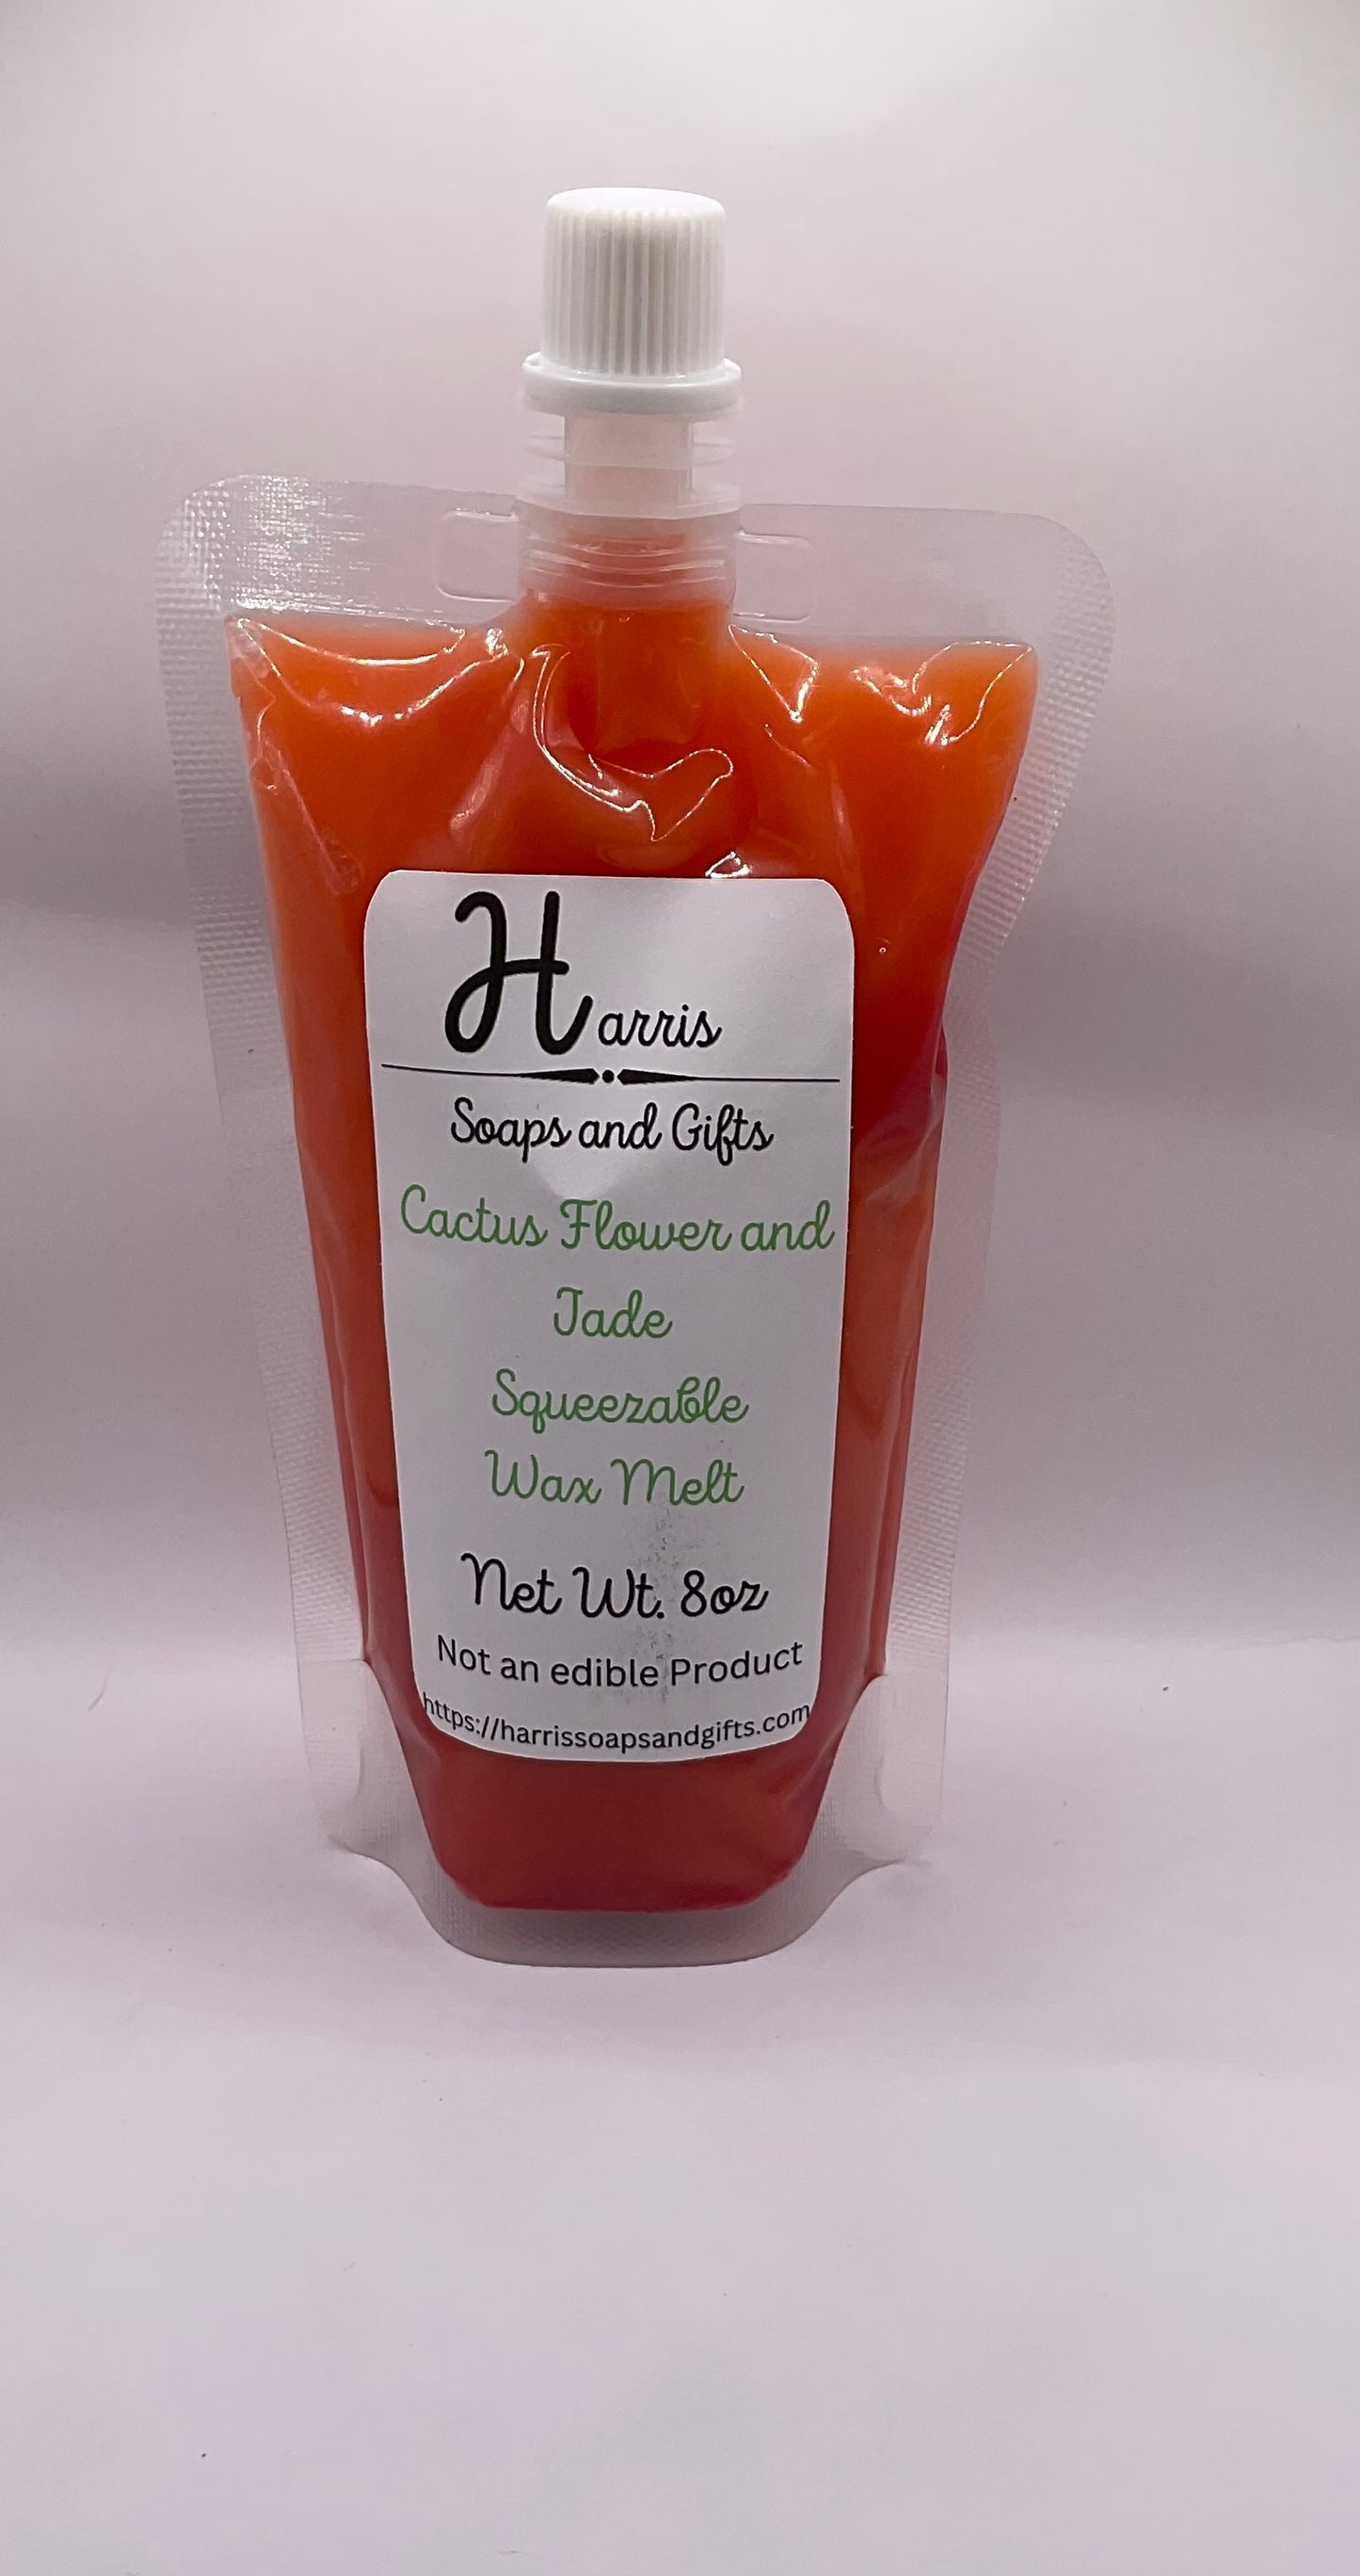 Harris
Soaps and Gifts
Cactus Flower and
Jade
Squeezable
Wax Melt
Net Wt. 8oz
Not an edible Product
https://harrissoapsandgifts.com